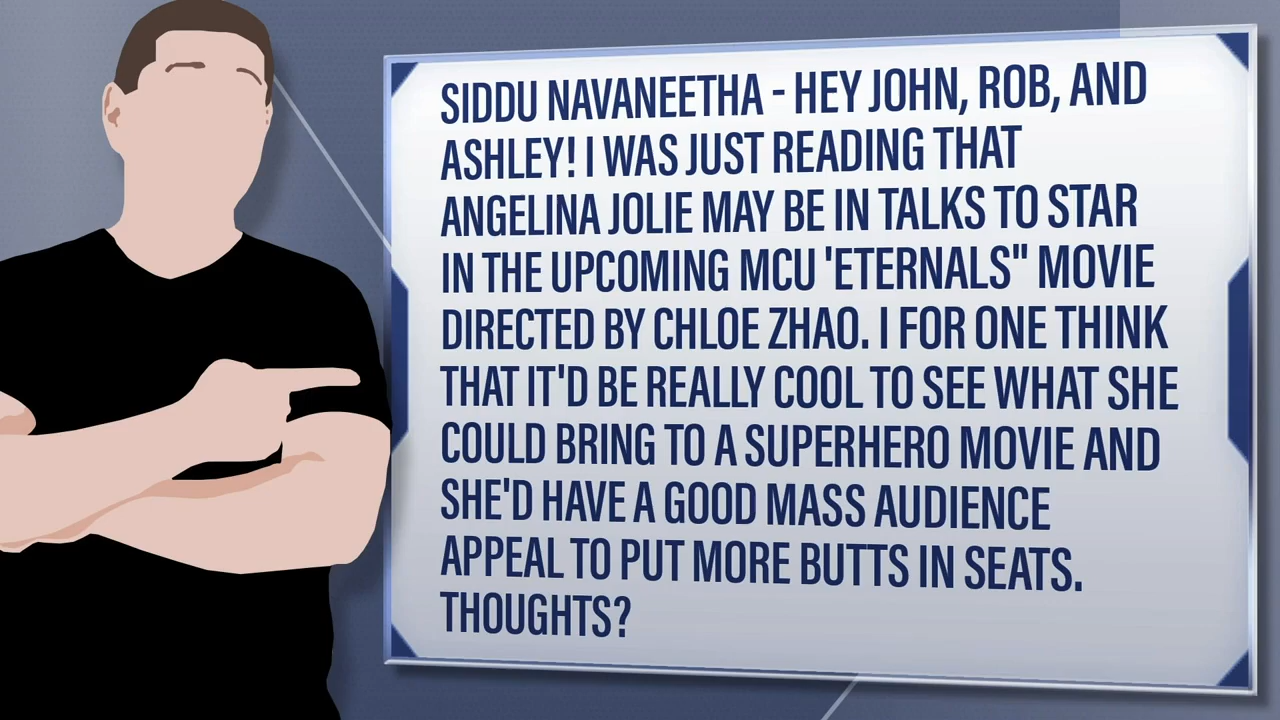 SIDDU NAVANEETHA - HEY JOHN, ROB, AND
ASHLEY! I WAS JUST READING THAT
ANGELINA JOLIE MAY BE IN TALKS TO STAR
IN THE UPCOMING MCU 'ETERNALS" MOVIE
DIRECTED BY CHLOE ZHAO. I FOR ONE THINK
THAT IT'D BE REALLY COOL TO SEE WHAT SHE
COULD BRING TO A SUPERHERO MOVIE AND
SHE'D HAVE A GOOD MASS AUDIENCE
APPEAL TO PUT MORE BUTTS IN SEATS.
THOUGHTS?